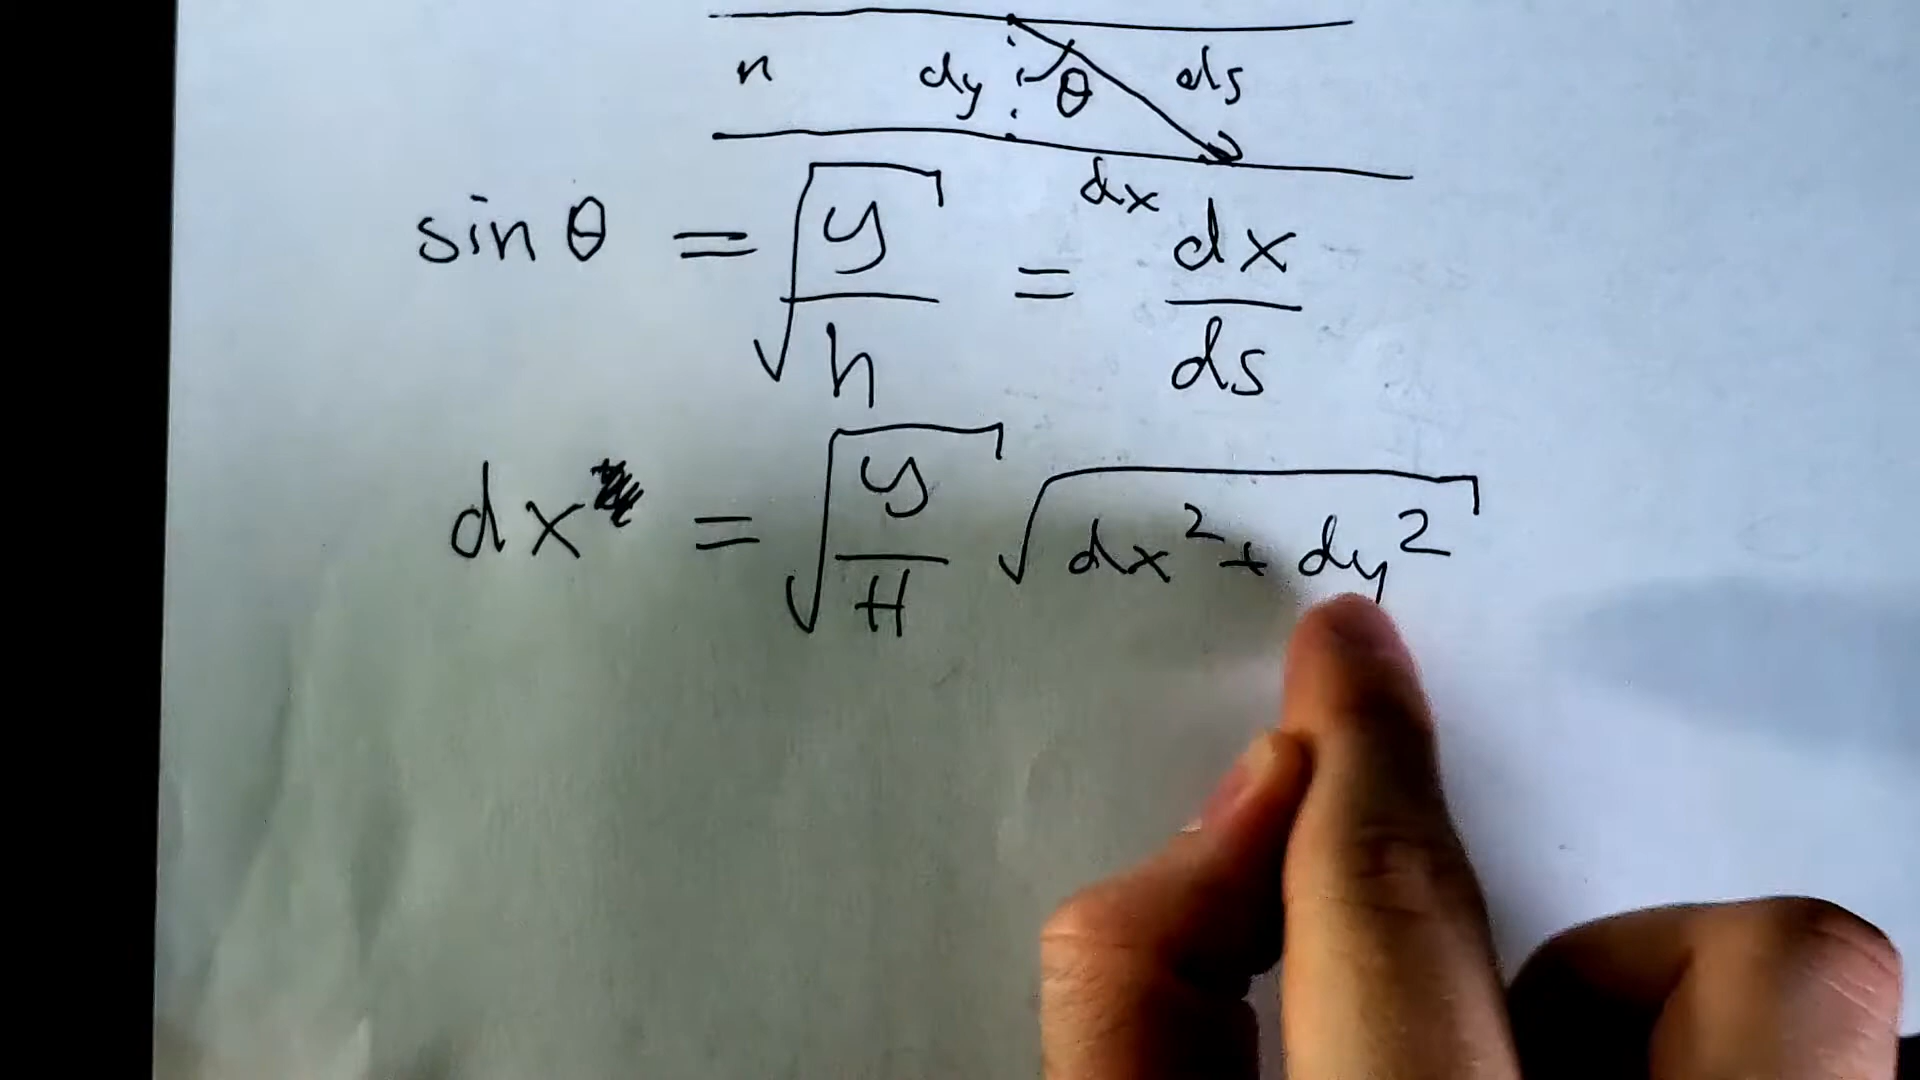 n dy θ ds
dx
sin θ = √(y/h) = dx/ds
dx = √(y/H) √(dx² + dy²)